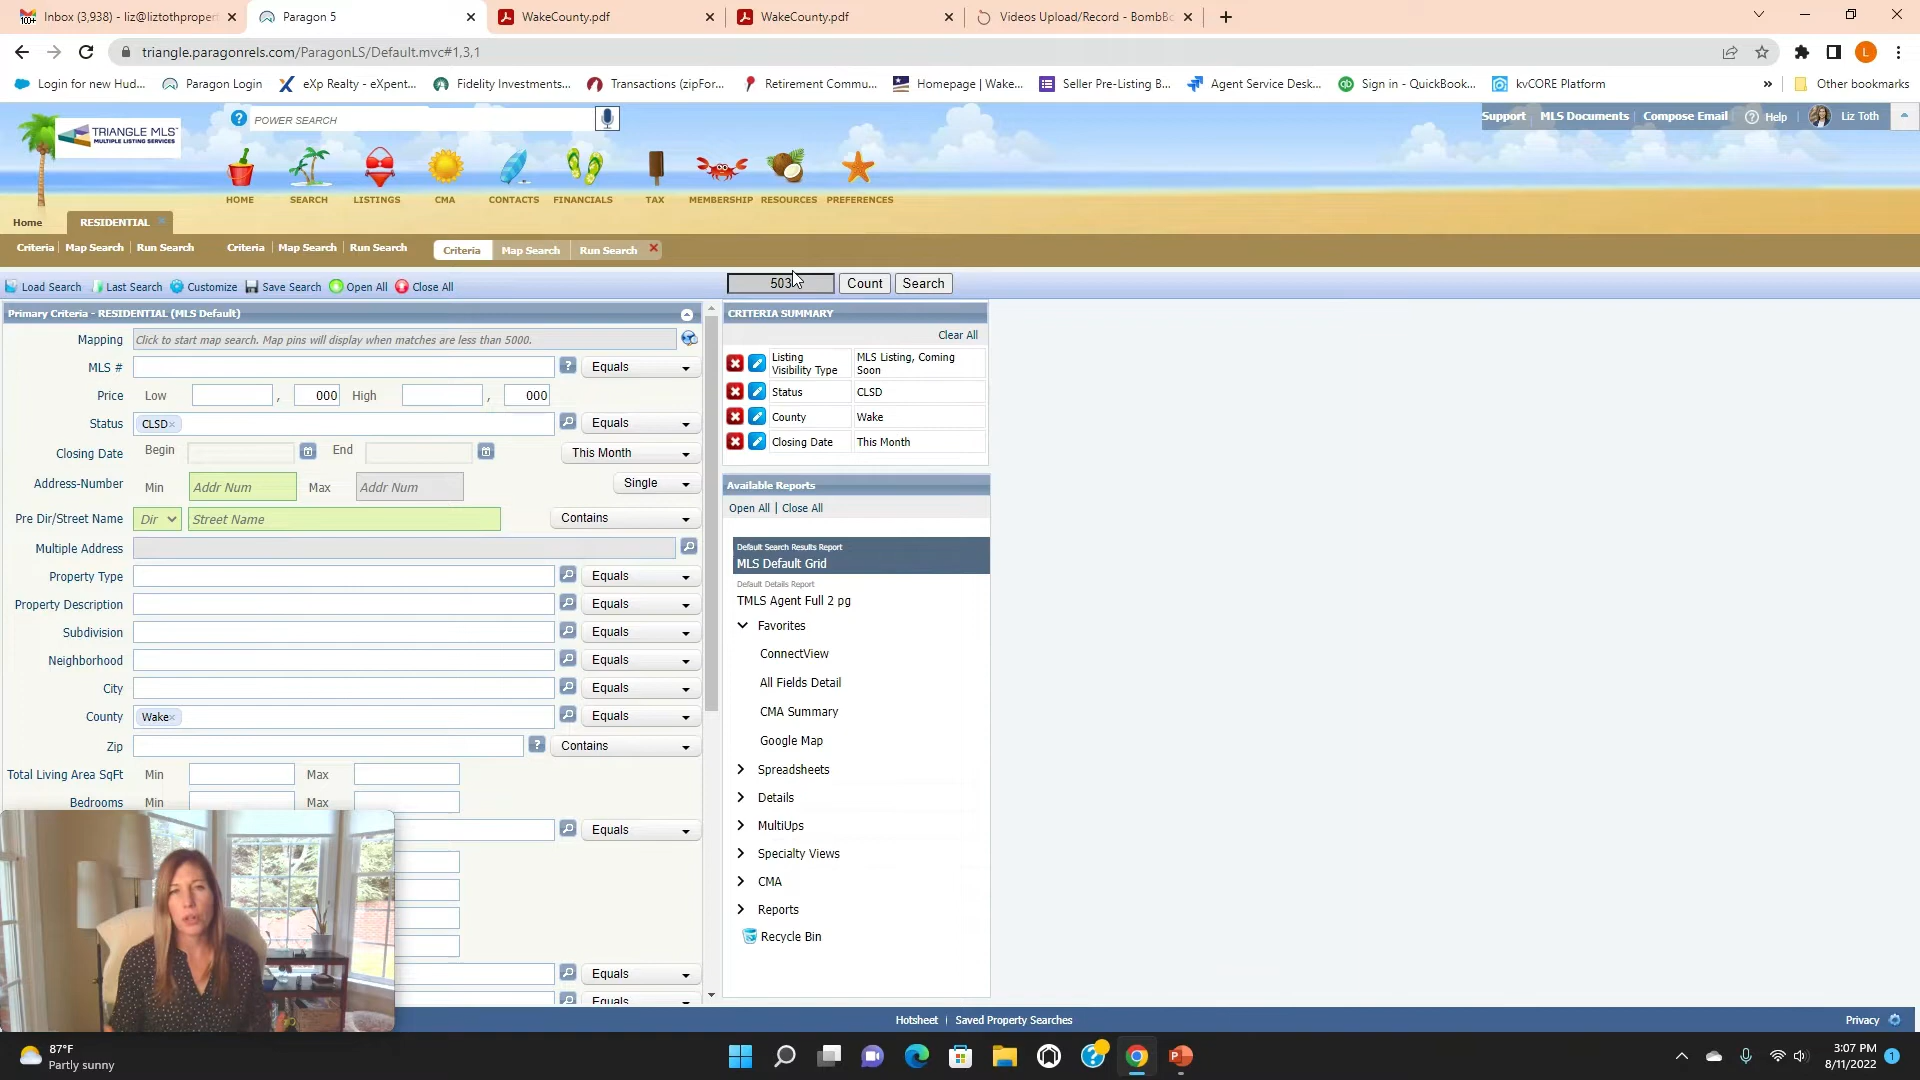 Inbox (3,938) - liz@liztothproper
Paragon 5
WakeCounty.pdf
WakeCounty.pdf
Videos Upload/Record - BombBo
triangle.paragonrels.com/ParagonLS/Default.mvc#1,3,1
L
Login for new Hud...
Paragon Login
eXp Realty - eXpent...
Fidelity Investments...
Transactions (zipFor...
Retirement Commu...
Homepage | Wake...
Seller Pre-Listing B...
Agent Service Desk...
Sign in - QuickBook...
kvCORE Platform
»
Other bookmarks
TRIANGLE MLS
MULTIPLE LISTING SERVICES
POWER SEARCH
Support
MLS Documents
Compose Email
Help
Liz Toth
HOME
SEARCH
LISTINGS
CMA
CONTACTS
FINANCIALS
TAX
MEMBERSHIP
RESOURCES
PREFERENCES
Home
RESIDENTIAL
Criteria | Map Search | Run Search
Criteria | Map Search | Run Search
Criteria | Map Search | Run Search
Load Search
Last Search
Customize
Save Search
Open All
Close All
503
Count
Search
Primary Criteria - RESIDENTIAL (MLS Default)
Mapping
Click to start map search. Map pins will display when matches are less than 5000.
MLS #
Equals
Price Low , 000 High , 000
Status CLSD× Equals
Closing Date Begin End This Month
Address-Number Min Addr Num Max Addr Num Single
Pre Dir/Street Name Dir Street Name Contains
Multiple Address
Property Type Equals
Property Description Equals
Subdivision Equals
Neighborhood Equals
City Equals
County Wake× Equals
Zip Contains
Total Living Area SqFt Min Max
Bedrooms Min Max
Equals
Equals
Equals
CRITERIA SUMMARY
Clear All
Listing Visibility Type MLS Listing, Coming Soon
Status CLSD
County Wake
Closing Date This Month
Available Reports
Open All | Close All
Default Search Results Report
MLS Default Grid
Default Details Report
TMLS Agent Full 2 pg
Favorites
ConnectView
All Fields Detail
CMA Summary
Google Map
Spreadsheets
Details
MultiUps
Specialty Views
CMA
Reports
Recycle Bin
Hotsheet | Saved Property Searches
Privacy
87°F
Partly sunny
3:07 PM
8/11/2022
1